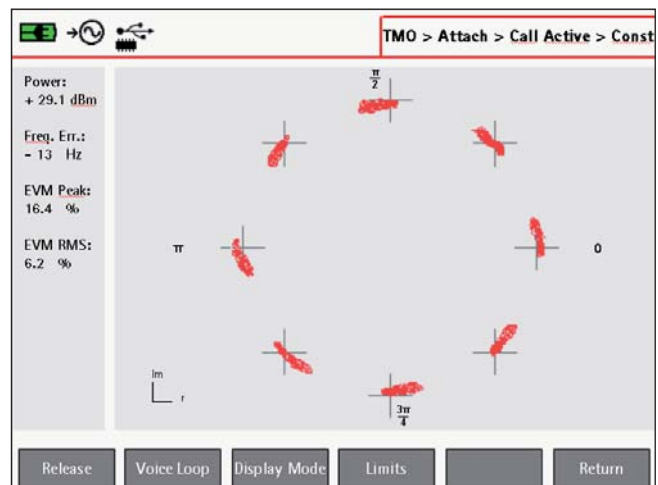 TMO > Attach > Call Active > Const
Power:
+ 29.1 dBm
Freq. Err.:
- 13 Hz
EVM Peak:
16.4 %
EVM RMS:
6.2 %
π
2
π
0
Im
r
3π
4
Release
Voice Loop
Display Mode
Limits
Return